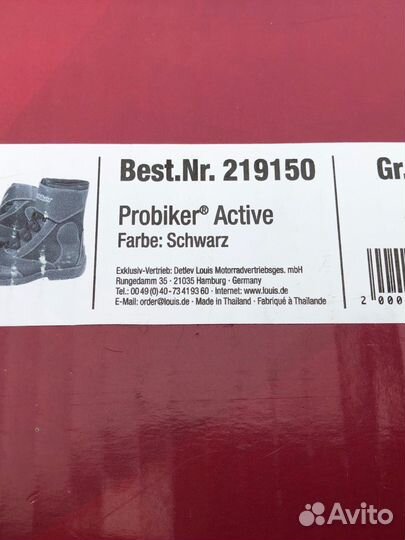 Best.Nr. 219150
Gr.
Probiker® Active
Farbe: Schwarz
Exklusiv-Vertrieb: Detlev Louis Motorradvertriebsges. mbH
Rungedamm 35 · 21035 Hamburg · Germany
Tel.: 00 49 (0) 40 - 73 41 93 60 · Internet: www.louis.de
E-Mail: order@louis.de · Made in Thailand · Fabriqué à Thaïlande
2 000
Avito